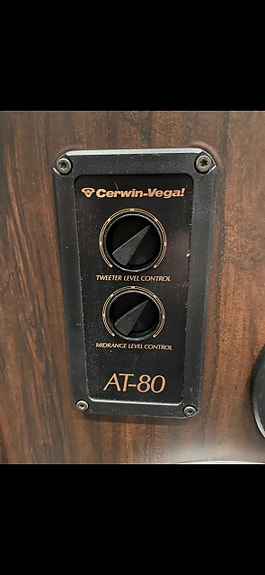 Cerwin-Vega!
TWEETER LEVEL CONTROL
MIDRANGE LEVEL CONTROL
AT-80